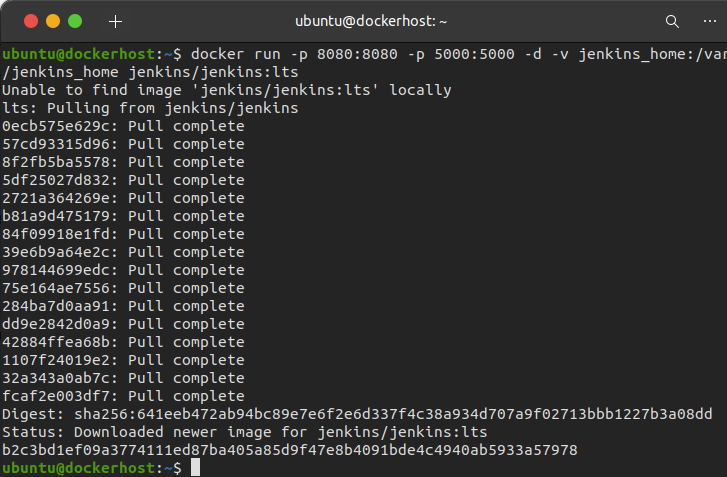 ubuntu@dockerhost: ~
ubuntu@dockerhost:~$ docker run -p 8080:8080 -p 5000:5000 -d -v jenkins_home:/var
/jenkins_home jenkins/jenkins:lts
Unable to find image 'jenkins/jenkins:lts' locally
lts: Pulling from jenkins/jenkins
0ecb575e629c: Pull complete
57cd93315d96: Pull complete
8f2fb5ba5578: Pull complete
5df25027d832: Pull complete
2721a364269e: Pull complete
b81a9d475179: Pull complete
84f09918e1fd: Pull complete
39e6b9a64e2c: Pull complete
978144699edc: Pull complete
75e164ae7556: Pull complete
284ba7d0aa91: Pull complete
dd9e2842d0a9: Pull complete
42884ffea68b: Pull complete
1107f24019e2: Pull complete
32a343a0ab7c: Pull complete
fcaf2e003df7: Pull complete
Digest: sha256:641eeb472ab94bc89e7e6f2e6d337f4c38a934d707a9f02713bbb1227b3a08dd
Status: Downloaded newer image for jenkins/jenkins:lts
b2c3bd1ef09a3774111ed87ba405a85d9f47e8b4091bde4c4940ab5933a57978
ubuntu@dockerhost:~$